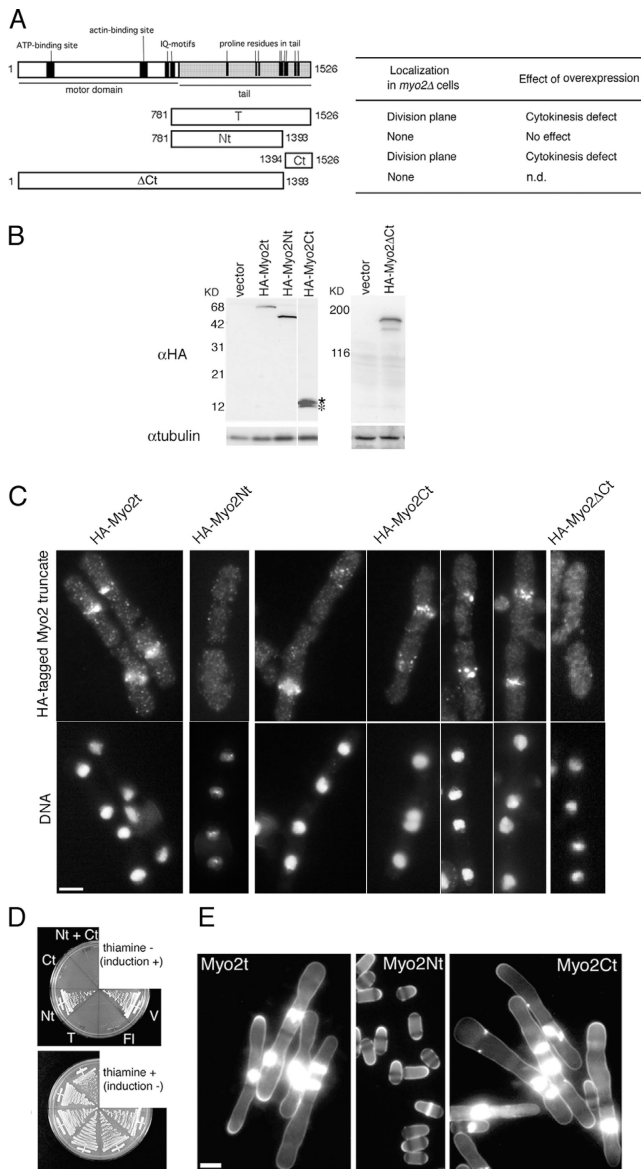 A
ATP-binding site
actin-binding site
IQ-motifs
proline residues in tail
1
1526
motor domain
tail
781
T
1526
781
Nt
1393
1394
Ct
1526
1
ΔCt
1393
Localization in myo2Δ cells
Effect of overexpression
Division plane
Cytokinesis defect
None
No effect
Division plane
Cytokinesis defect
None
n.d.
B
vector
HA-Myo2t
HA-Myo2Nt
HA-Myo2Ct
vector
HA-Myo2ΔCt
KD
68
42
31
21
12
*
*
KD
200
116
αHA
αtubulin
C
HA-Myo2t
HA-Myo2Nt
HA-Myo2Ct
HA-Myo2ΔCt
HA-tagged Myo2 truncate
DNA
D
Nt + Ct
thiamine -
(induction +)
Ct
Nt
T
Fl
V
thiamine +
(induction -)
E
Myo2t
Myo2Nt
Myo2Ct